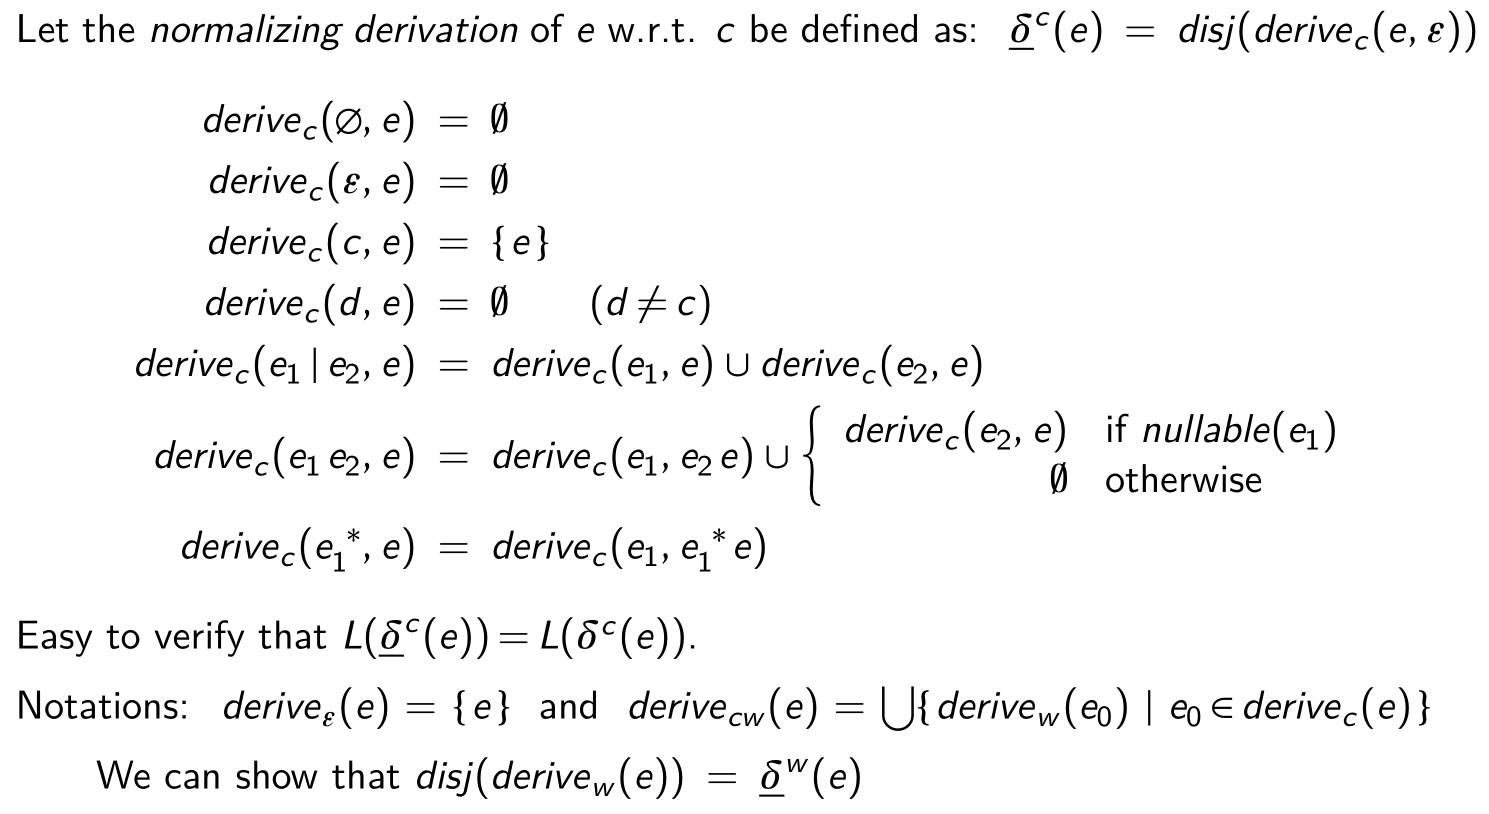 Let the normalizing derivation of e w.r.t. c be defined as: δ̲ᶜ(e) = disj(derive_c(e, ε))
derive_c(∅, e) = ∅
derive_c(ε, e) = ∅
derive_c(c, e) = {e}
derive_c(d, e) = ∅ (d ≠ c)
derive_c(e₁ | e₂, e) = derive_c(e₁, e) ∪ derive_c(e₂, e)
derive_c(e₁ e₂, e) = derive_c(e₁, e₂ e) ∪ { derive_c(e₂, e) if nullable(e₁)
∅ otherwise
derive_c(e₁*, e) = derive_c(e₁, e₁* e)
Easy to verify that L(δ̲ᶜ(e)) = L(δᶜ(e)).
Notations: derive_ε(e) = {e} and derive_cw(e) = ⋃{derive_w(e₀) | e₀ ∈ derive_c(e)}
We can show that disj(derive_w(e)) = δ̲ʷ(e)